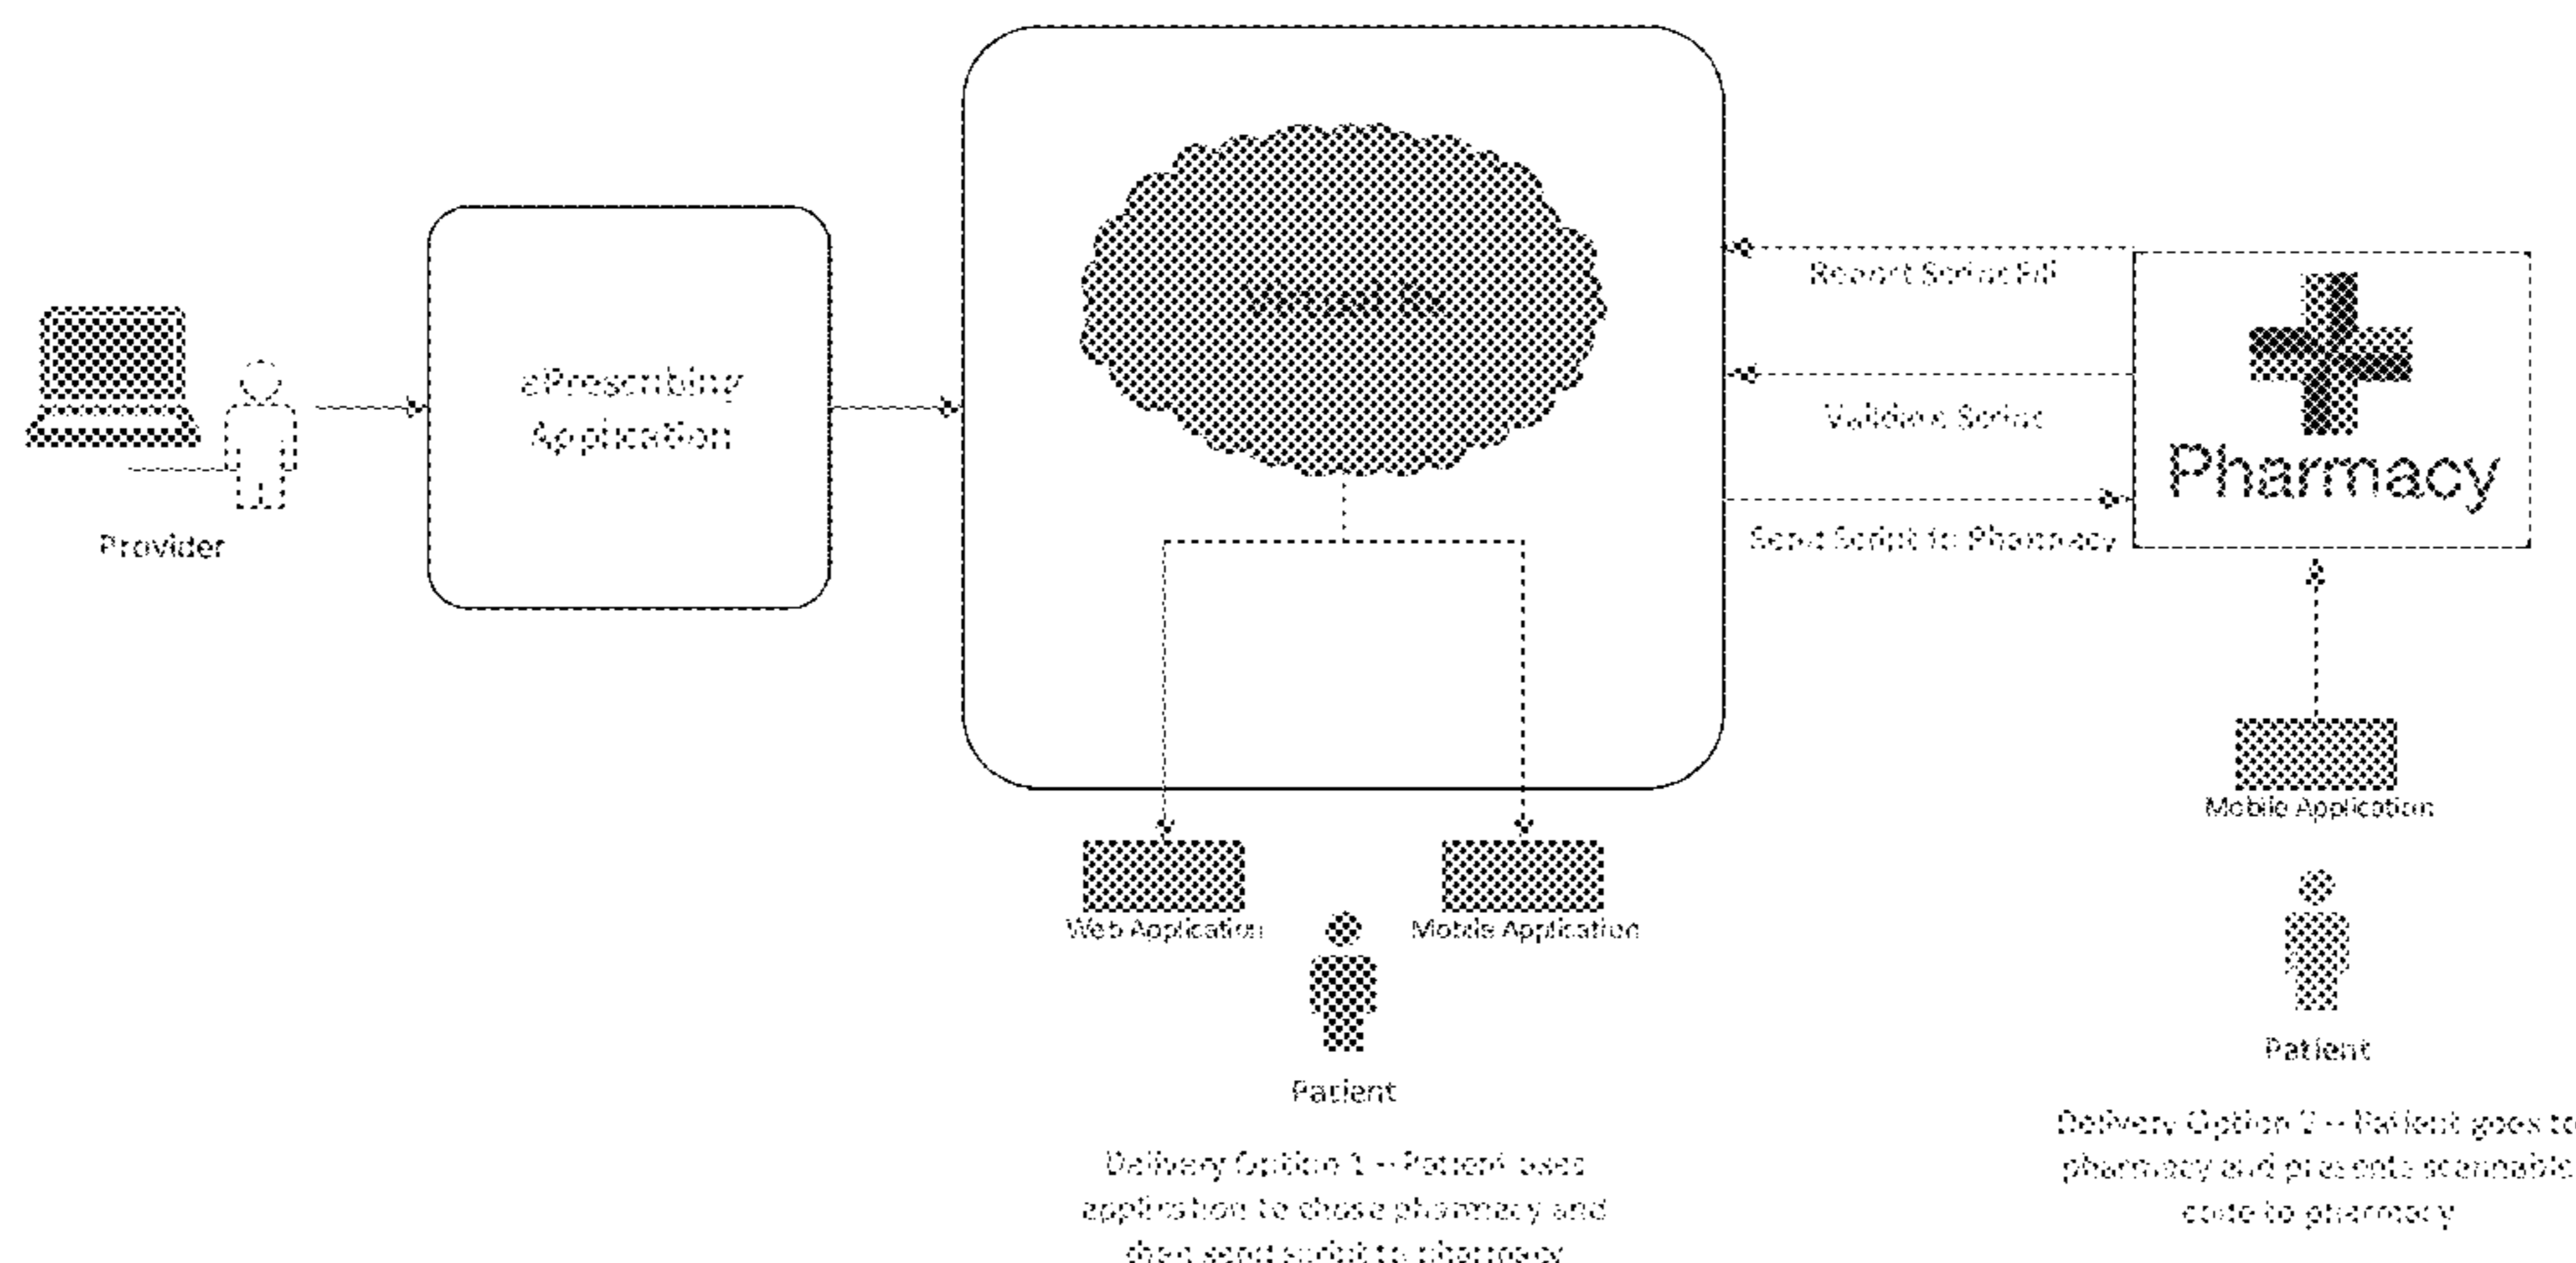 Provider
ePrescribing
Application
Virtual Rx
Report Script Fill
Validate Script
Send Script to Pharmacy
Pharmacy
Mobile Application
Patient
Delivery Option 2 – Patient goes to
pharmacy and presents scannable
code to pharmacy
Web Application
Mobile Application
Patient
Delivery Option 1 – Patient uses
application to chose pharmacy and
then send script to pharmacy